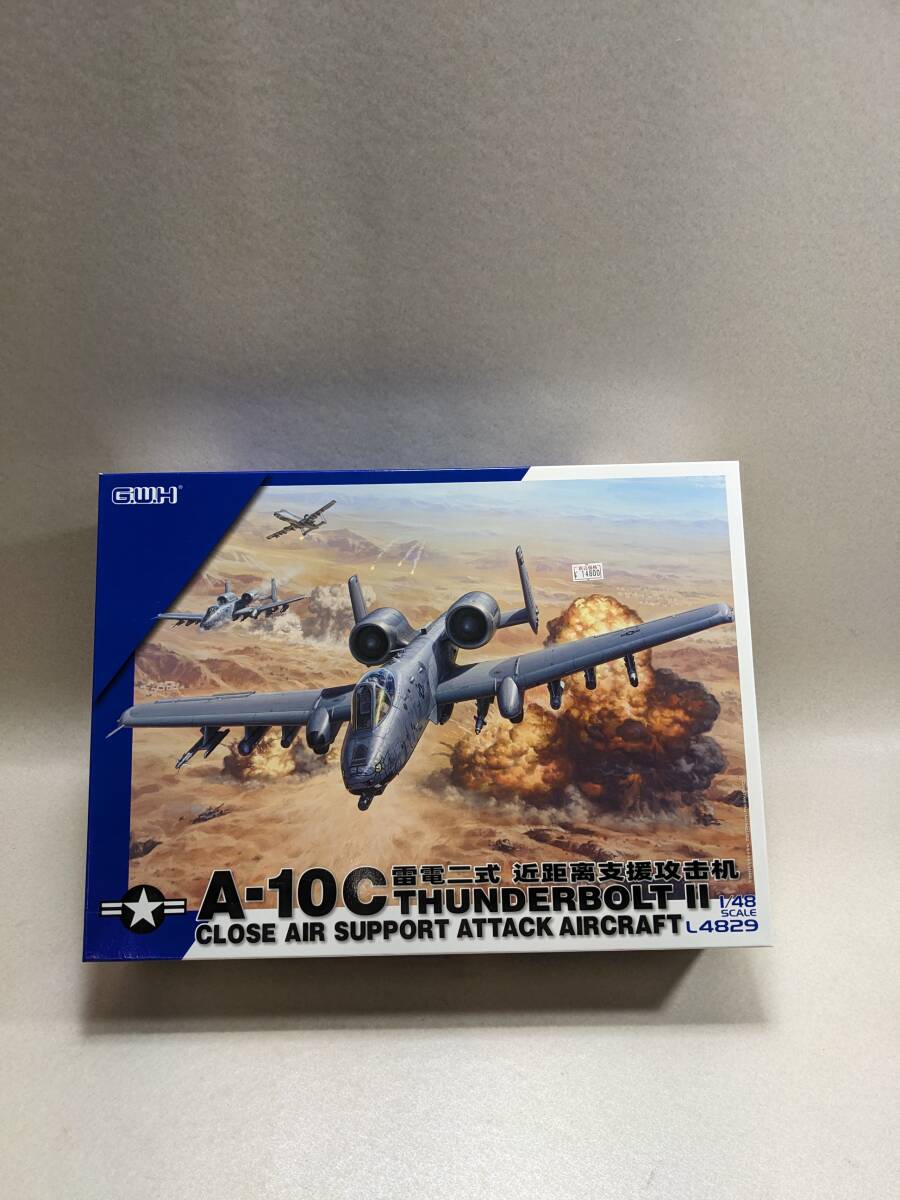 G.W.H®
¥14800
A-10C
雷電二式 近距离支援攻击机
THUNDERBOLT II
CLOSE AIR SUPPORT ATTACK AIRCRAFT
1/48
SCALE
L4829